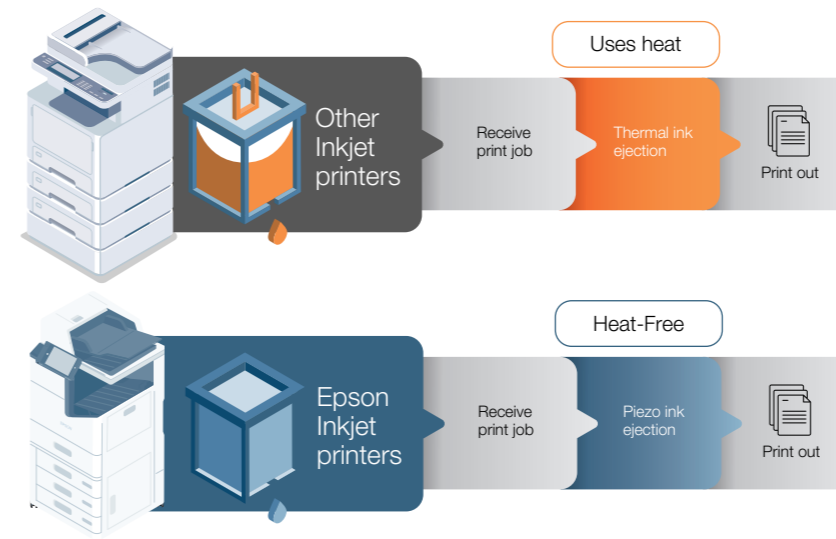 Uses heat
Other
Inkjet
printers
Receive
print job
Thermal ink
ejection
Print out
Heat-Free
Epson
Inkjet
printers
Receive
print job
Piezo ink
ejection
Print out